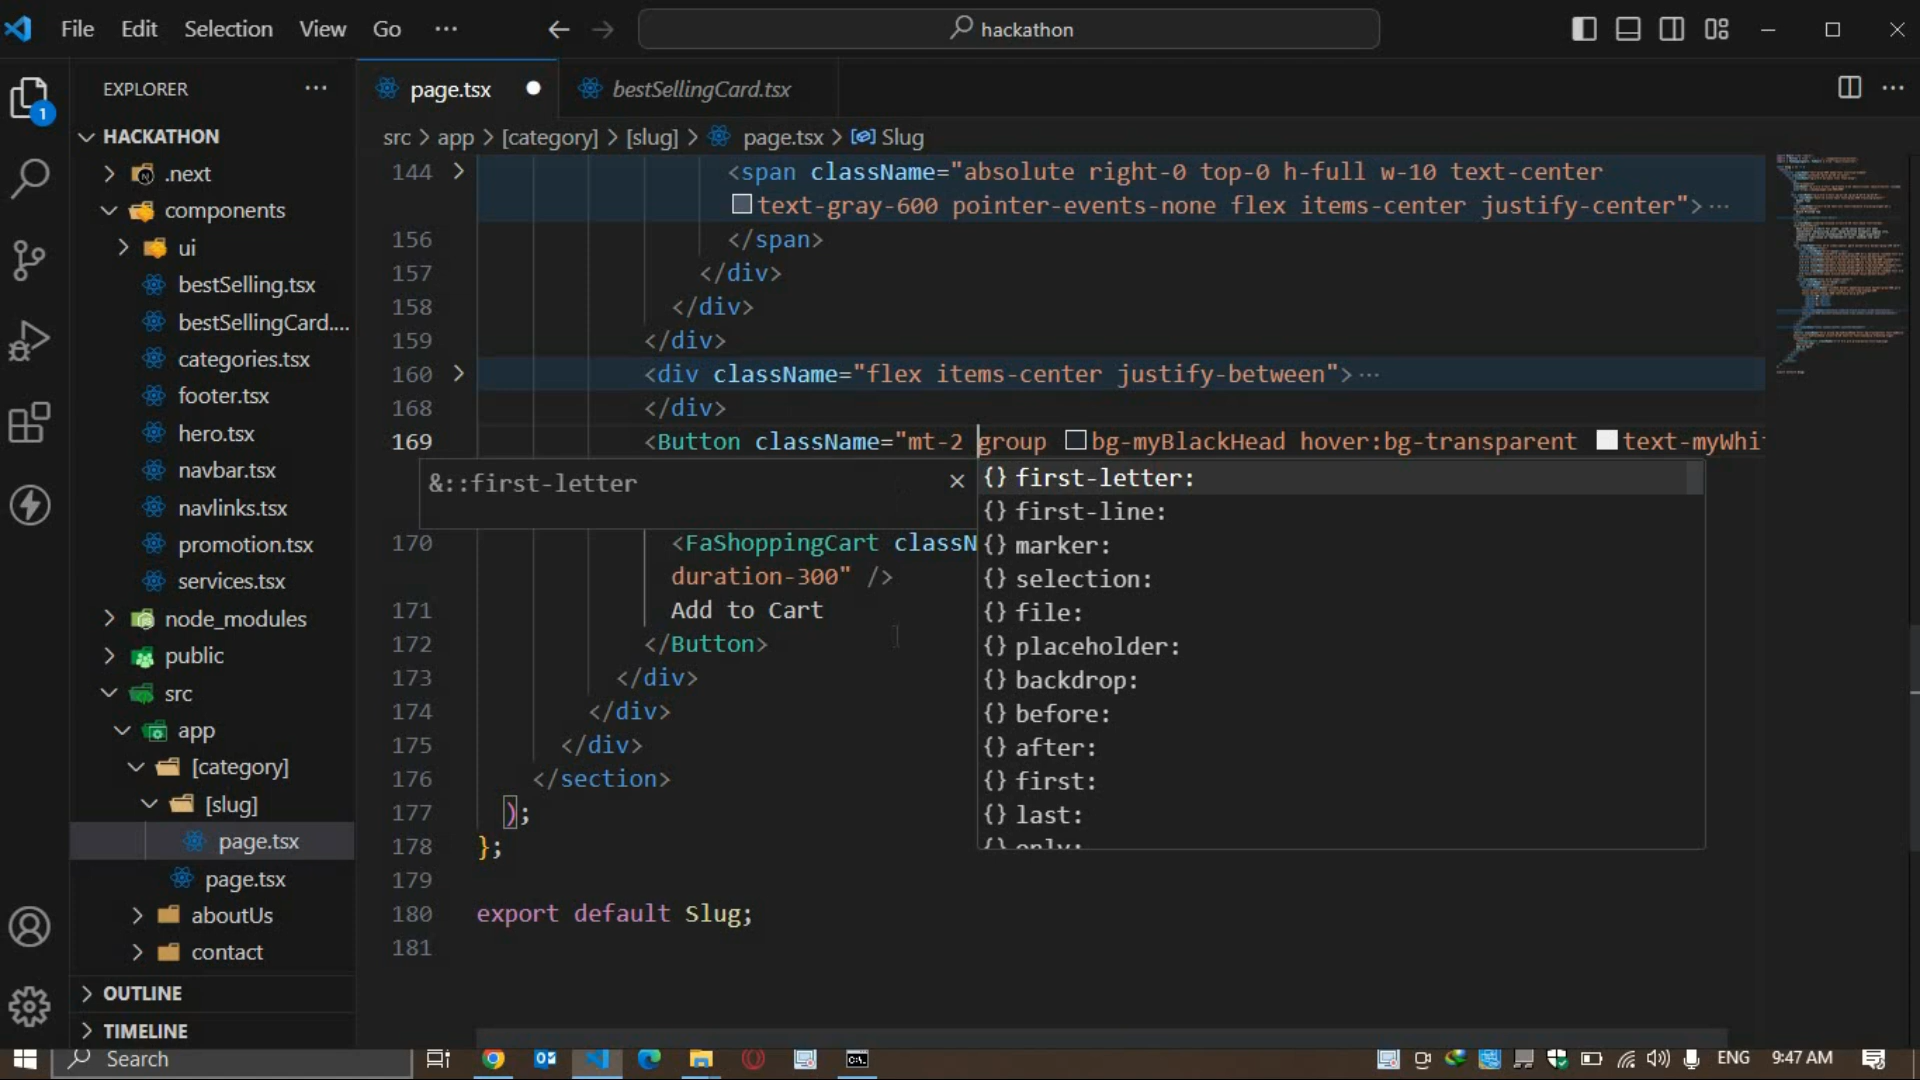 File Edit Selection View Go ···
hackathon
EXPLORER ···
1
HACKATHON
.next
components
ui
bestSelling.tsx
bestSellingCard....
categories.tsx
footer.tsx
hero.tsx
navbar.tsx
navlinks.tsx
promotion.tsx
services.tsx
node_modules
public
src
app
[category]
[slug]
page.tsx
page.tsx
aboutUs
contact
OUTLINE
TIMELINE
page.tsx
bestSellingCard.tsx
src > app > [category] > [slug] > page.tsx > Slug
144 <span className="absolute right-0 top-0 h-full w-10 text-center
text-gray-600 pointer-events-none flex items-center justify-center">···
156 </span>
157 </div>
158 </div>
159 </div>
160 <div className="flex items-center justify-between">···
168 </div>
169 <Button className="mt-2 group bg-myBlackHead hover:bg-transparent text-myWhi
&::first-letter
170 <FaShoppingCart classN
duration-300" />
171 Add to Cart
172 </Button>
173 </div>
174 </div>
175 </div>
176 </section>
177 );
178 };
179
180 export default Slug;
181
{} first-letter:
{} first-line:
{} marker:
{} selection:
{} file:
{} placeholder:
{} backdrop:
{} before:
{} after:
{} first:
{} last:
{} only:
Search
ENG 9:47 AM